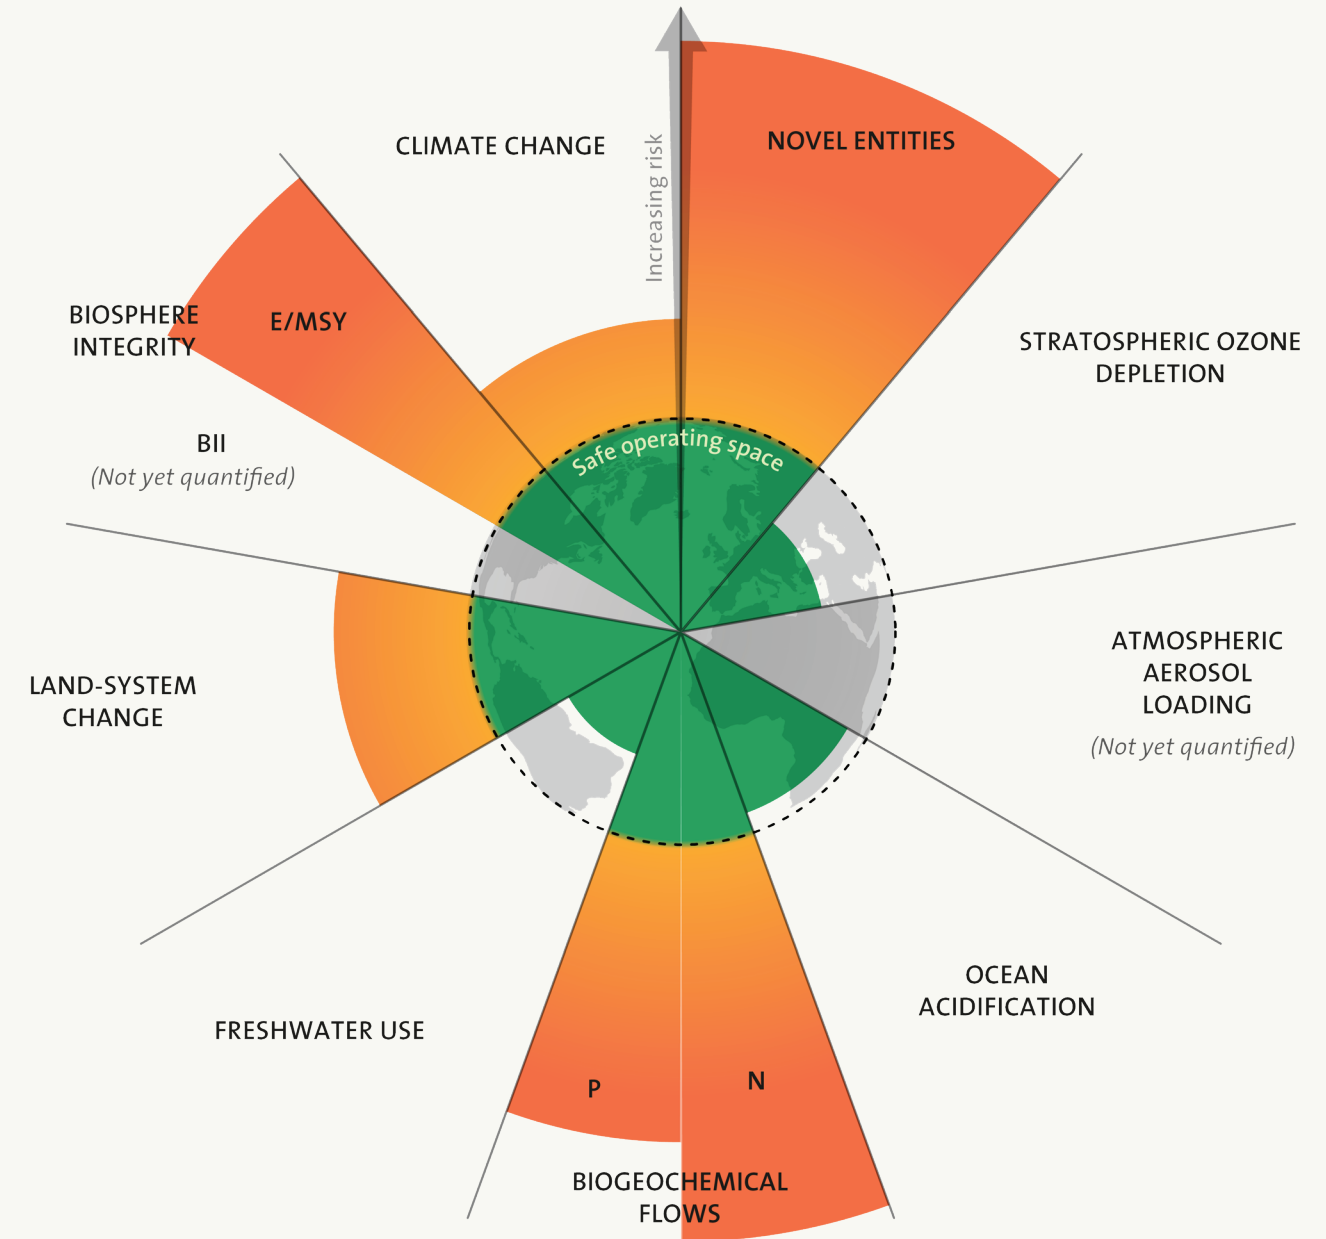 CLIMATE CHANGE
Increasing risk
NOVEL ENTITIES
BIOSPHERE
INTEGRITY
E/MSY
STRATOSPHERIC OZONE
DEPLETION
BII
(Not yet quantified)
Safe operating space
LAND-SYSTEM
CHANGE
ATMOSPHERIC
AEROSOL
LOADING
(Not yet quantified)
FRESHWATER USE
OCEAN
ACIDIFICATION
P
N
BIOGEOCHEMICAL
FLOWS